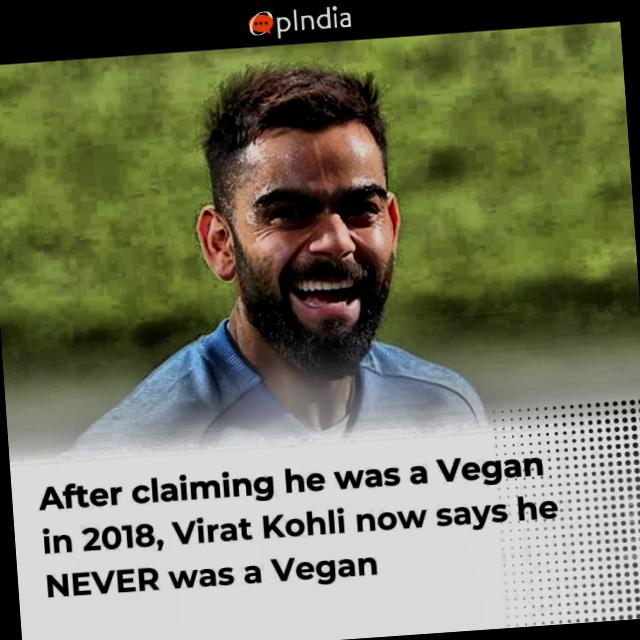 OpIndia
After claiming he was a Vegan
in 2018, Virat Kohli now says he
NEVER was a Vegan